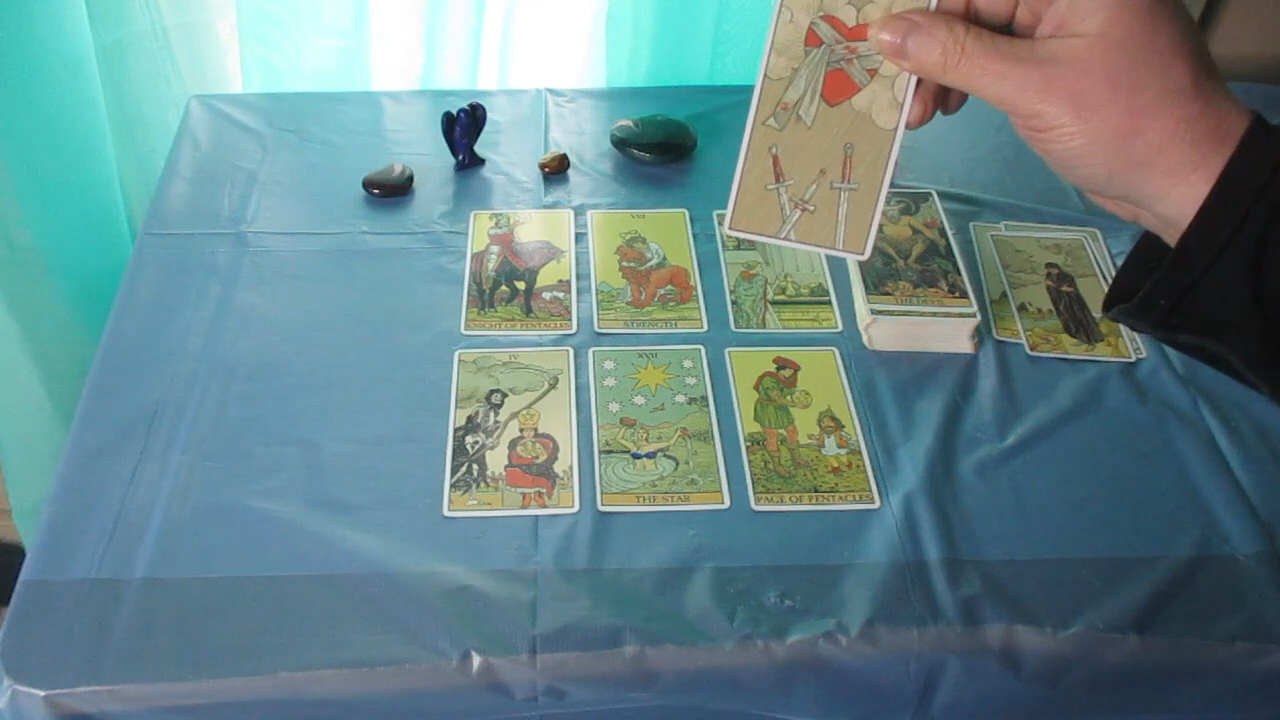 KNIGHT OF PENTACLES
VIII
STRENGTH
THE DEVIL
IV
XVII
THE STAR
PAGE OF PENTACLES